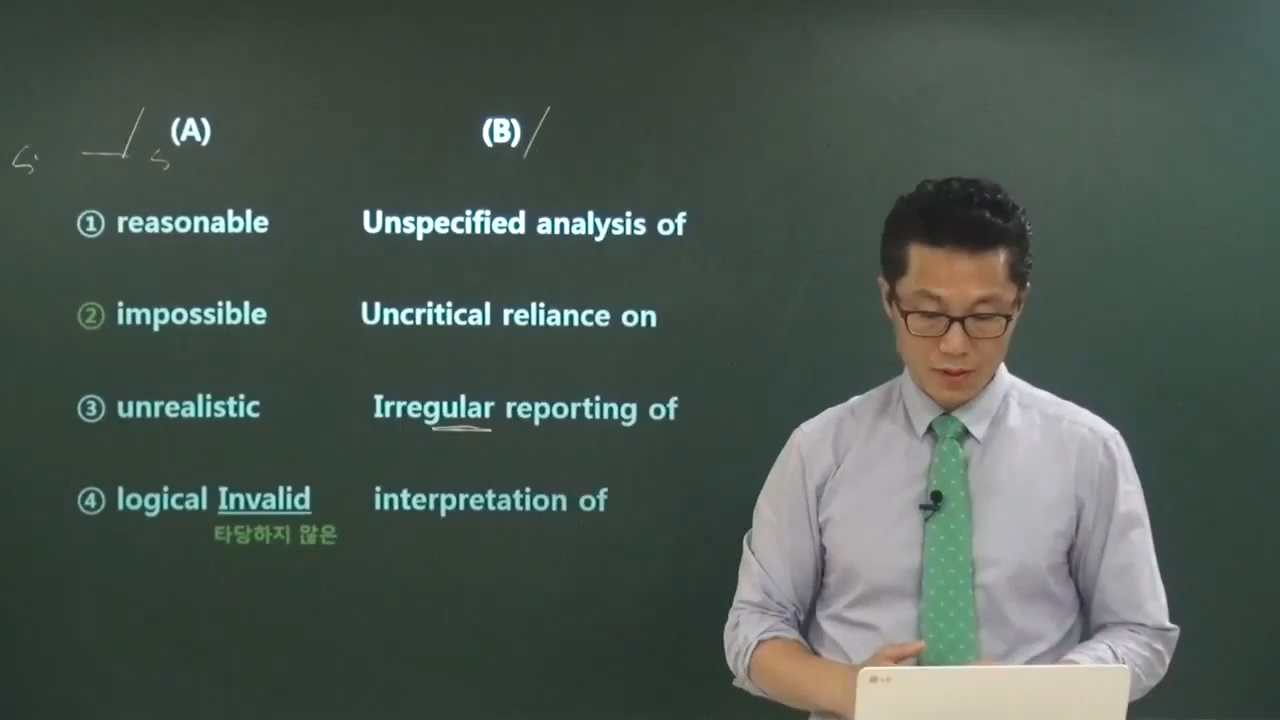 (A) (B)
① reasonable Unspecified analysis of
② impossible Uncritical reliance on
③ unrealistic Irregular reporting of
④ logical Invalid interpretation of
타당하지 않은